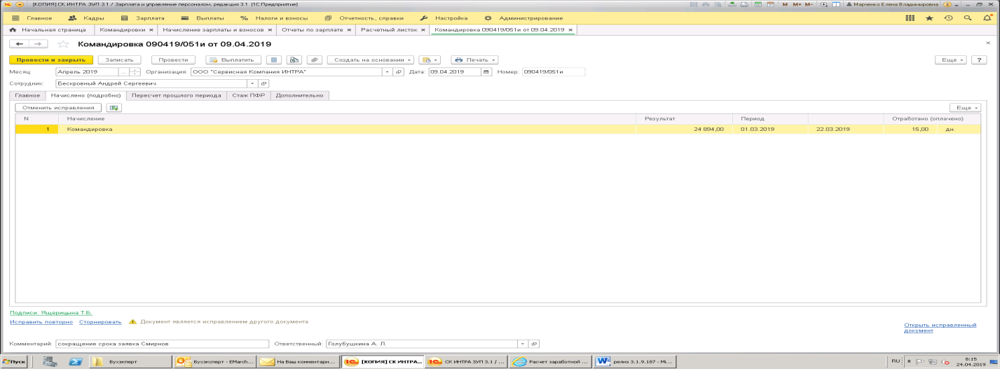 [КОПИЯ] СК ИНТРА ЗУП 3.1 / Зарплата и управление персоналом, редакция 3.1 (1С:Предприятие)
M M+ M- Марченко Елена Владимировна
Главное Кадры Зарплата Выплаты Налоги и взносы Отчетность, справки Настройка Администрирование
Начальная страница Командировки × Начисление зарплаты и взносов × Отчеты по зарплате × Расчетный листок × Командировка 090419/051и от 09.04.2019 ×
Командировка 090419/051и от 09.04.2019
Провести и закрыть Записать Провести Выплатить Создать на основании Печать Еще ?
Месяц: Апрель 2019 ... Организация: ООО "Сервисная Компания ИНТРА" Дата: 09.04.2019 Номер: 090419/051и
Сотрудник: Бескровный Андрей Сергеевич
Главное Начислено (подробно) Пересчет прошлого периода Стаж ПФР Дополнительно
Отменить исправления Еще
N Начисление Результат Период Отработано (оплачено)
1 Командировка 24 894,00 01.03.2019 22.03.2019 15,00 дн.
Подписи: Ящерицына Т.Б.
Исправить повторно Сторнировать Документ является исправлением другого документа
Открыть исправленный
документ
Комментарий: сокращение срока заявка Смирнов Ответственный: Голубушкина А. Л.
Пуск Бухэксперт Бухэксперт - EMarch... На Ваш комментари... [КОПИЯ] СК ИНТРА... СК ИНТРА ЗУП 3.1 / ... Расчет заработной ... релиз 3.1.9.187 - Mi... RU 8:15
24.04.2019